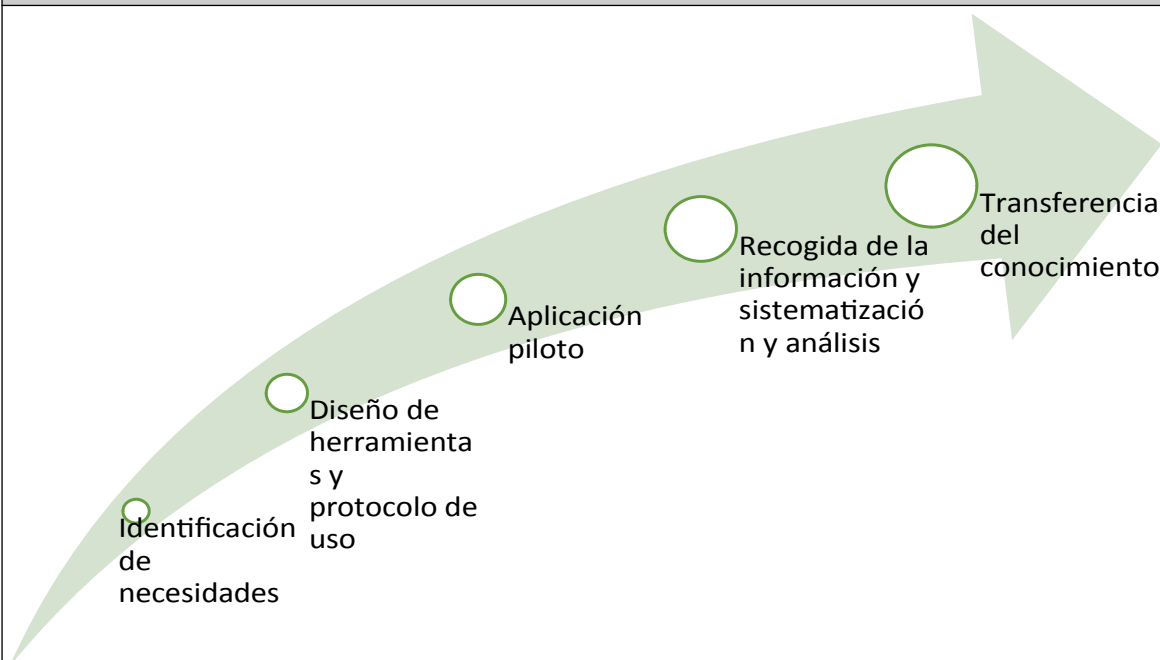 Identificación
de
necesidades
Diseño de
herramienta
s y
protocolo de
uso
Aplicación
piloto
Recogida de la
información y
sistematizació
n y análisis
Transferencia
del
conocimiento